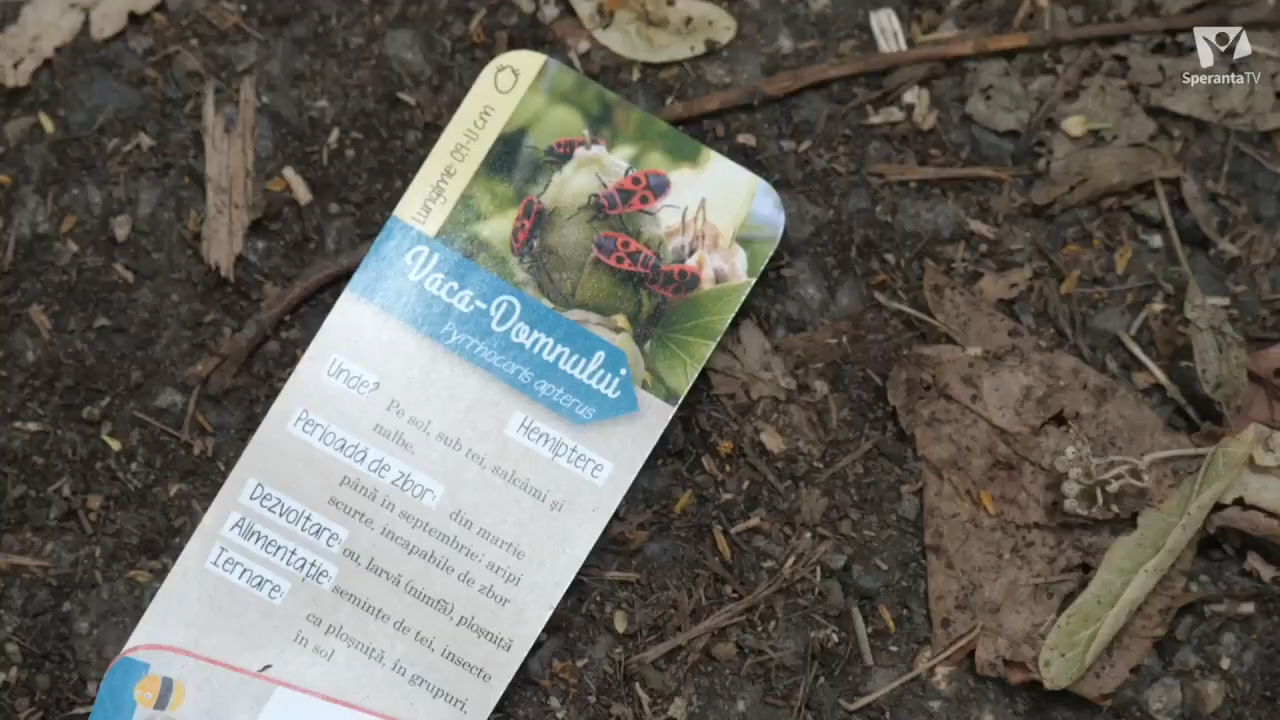 SperantaTV
Lungime: 0,9-1,1 cm
Vaca-Domnului
Pyrrhocoris apterus
Hemiptere
Unde? Pe sol, sub tei, salcâmi și
nalbe.
Perioadă de zbor: din martie
până în septembrie; aripi
scurte, incapabile de zbor
Dezvoltare: ou, larvă (nimfă), ploșniță
Alimentație: semințe de tei, insecte
Iernare: ca ploșniță, în grupuri,
în sol